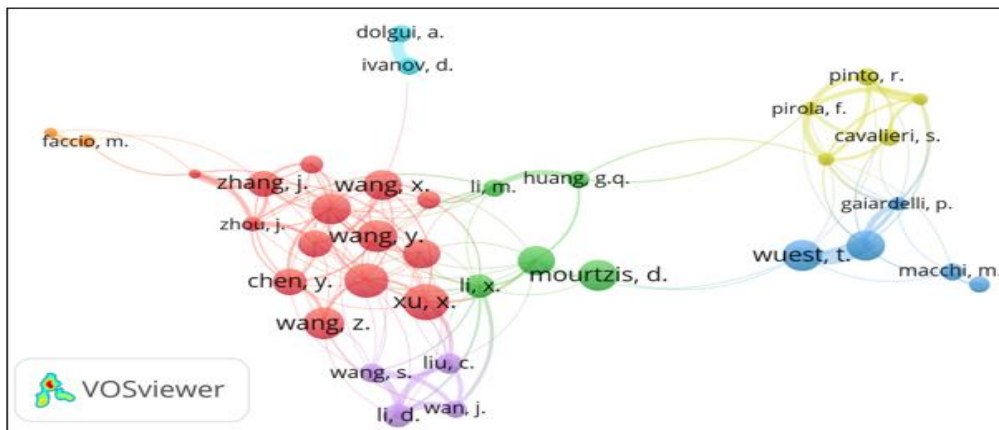 dolgui, a.
ivanov, d.
pinto, r.
pirola, f.
cavalieri, s.
faccio, m.
zhang, j.
wang, x.
li, m.
huang, g.q.
gaiardelli, p.
zhou, j.
wang, y.
wuest, t.
macchi, m.
chen, y.
xu, x.
li, x.
mourtzis, d.
wang, z.
wang, s.
liu, c.
li, d.
wan, j.
VOSviewer